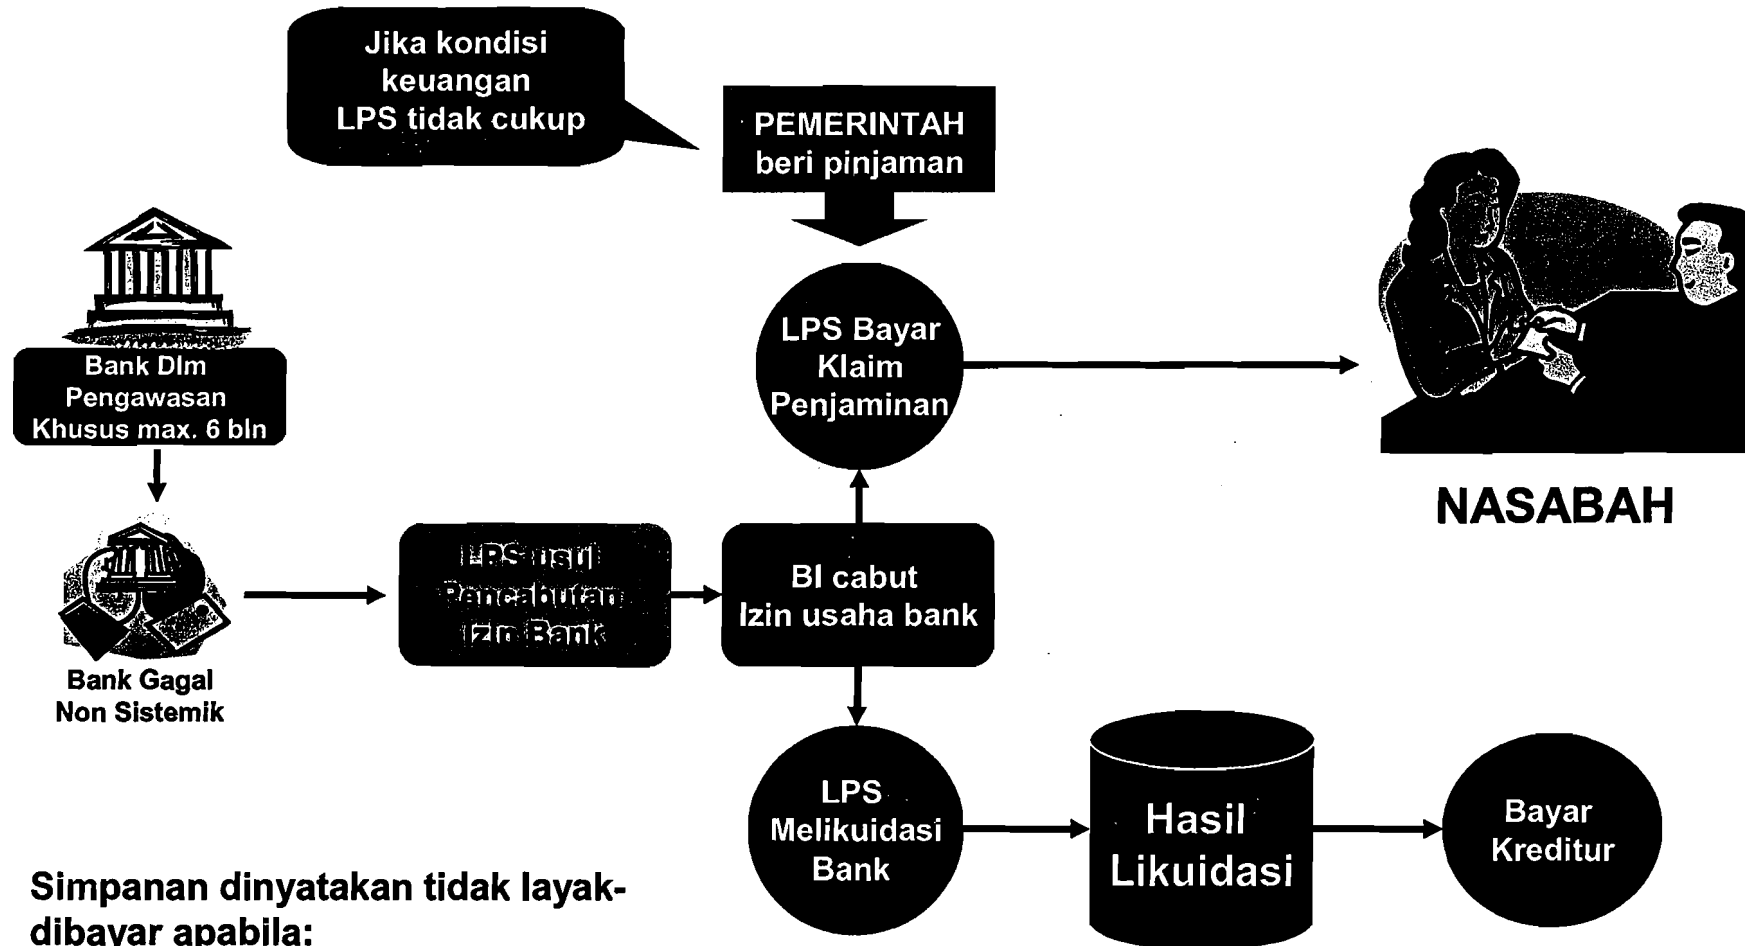 Jika kondisi
keuangan
LPS tidak cukup
PEMERINTAH
beri pinjaman
Bank Dlm
Pengawasan
Khusus max. 6 bln
LPS Bayar
Klaim
Penjaminan
NASABAH
Bank Gagal
Non Sistemik
LPS usul
Pencabutan
Izin Bank
BI cabut
Izin usaha bank
LPS
Melikuidasi
Bank
Hasil
Likuidasi
Bayar
Kreditur
Simpanan dinyatakan tidak layak-
dibayar apabila: